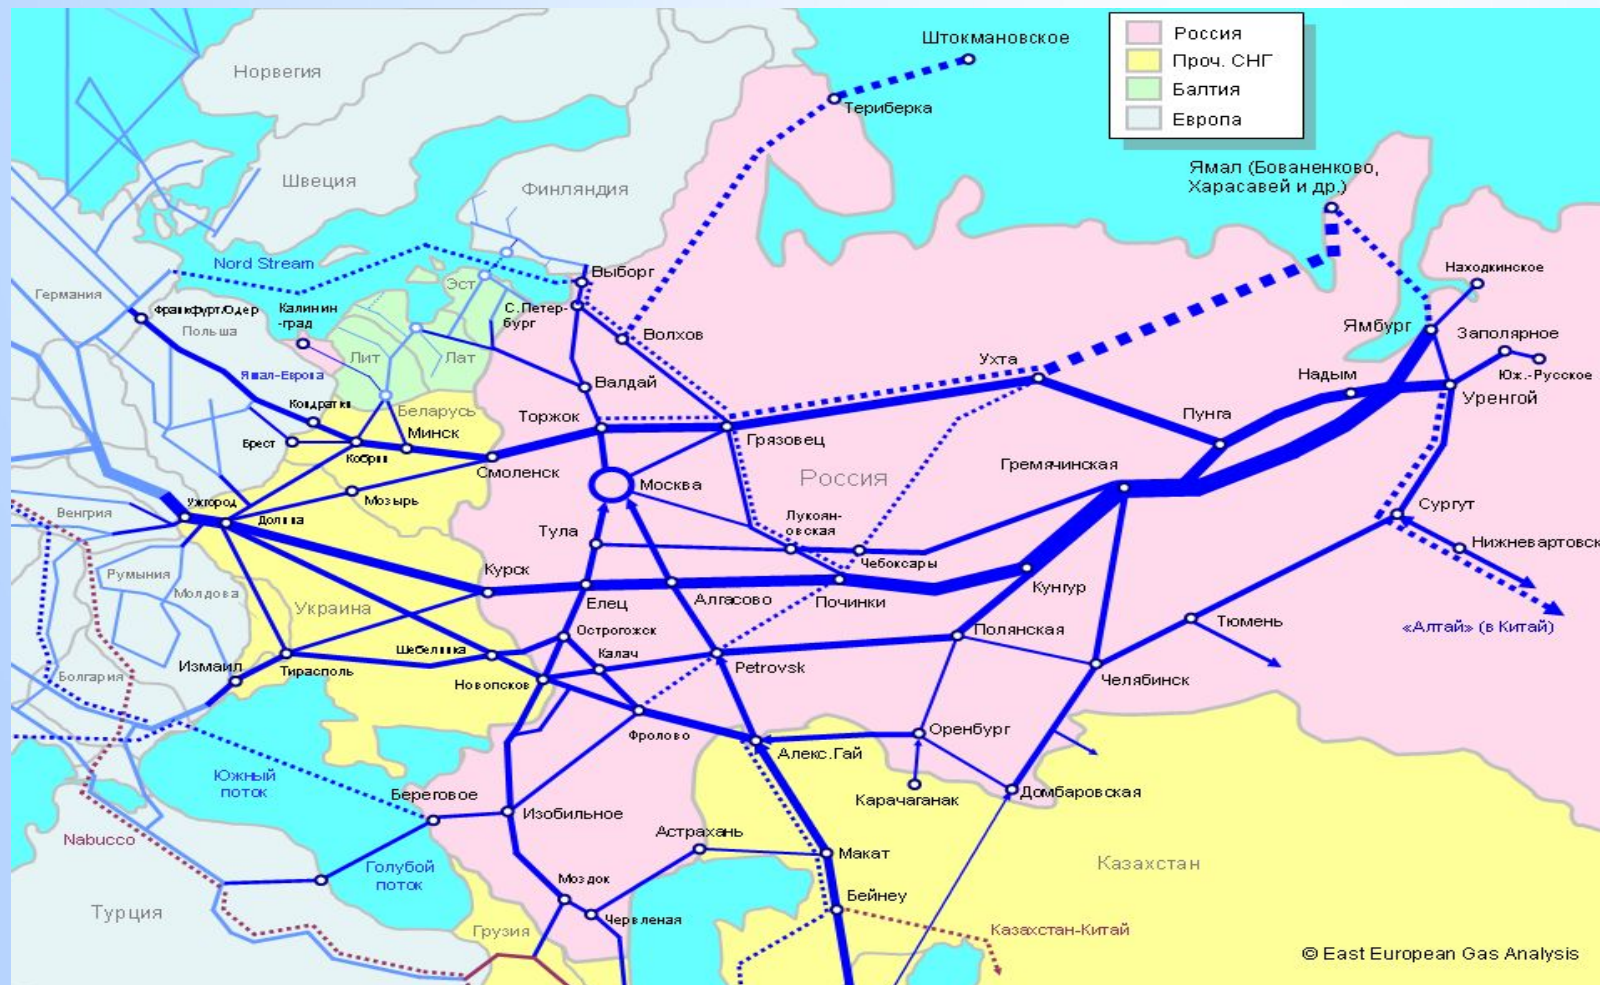 Штокмановское
Россия
Проч. СНГ
Балтия
Европа
Норвегия
Териберка
Ямал (Бованенково,
Харасавей и др.)
Швеция
Финляндия
Nord Stream
Выборг
Находкинское
Эст
Германия
Франкфурт/Одер
Калинин
-град
С.Петер-
бург
Польша
Волхов
Ямбург
Заполярное
Лит
Лат
Ухта
Юж.-Русское
Ямал-Европа
Валдай
Надым
Уренгой
Кондратки
Беларусь
Торжок
Пунга
Брест
Минск
Грязовец
Кобрин
Смоленск
Россия
Гремячинская
Москва
Ужгород
Мозырь
Сургут
Венгрия
Долина
Лукоян-
овская
Тула
Нижневартовск
Чебоксары
Румыния
Курск
Молдова
Украина
Елец
Алгасово
Починки
Кунгур
Острогожск
Полянская
Тюмень
«Алтай» (в Китай)
Шебелинка
Калач
Измаил
Тирасполь
Petrovsk
Болгария
Новопсков
Челябинск
Фролово
Оренбург
Алекс.Гай
Южный
поток
Береговое
Карачаганак
Домбаровская
Изобильное
Nabucco
Астрахань
Голубой
поток
Макат
Казахстан
Моздок
Бейнеу
Турция
Червленая
Грузия
Казахстан-Китай
© East European Gas Analysis